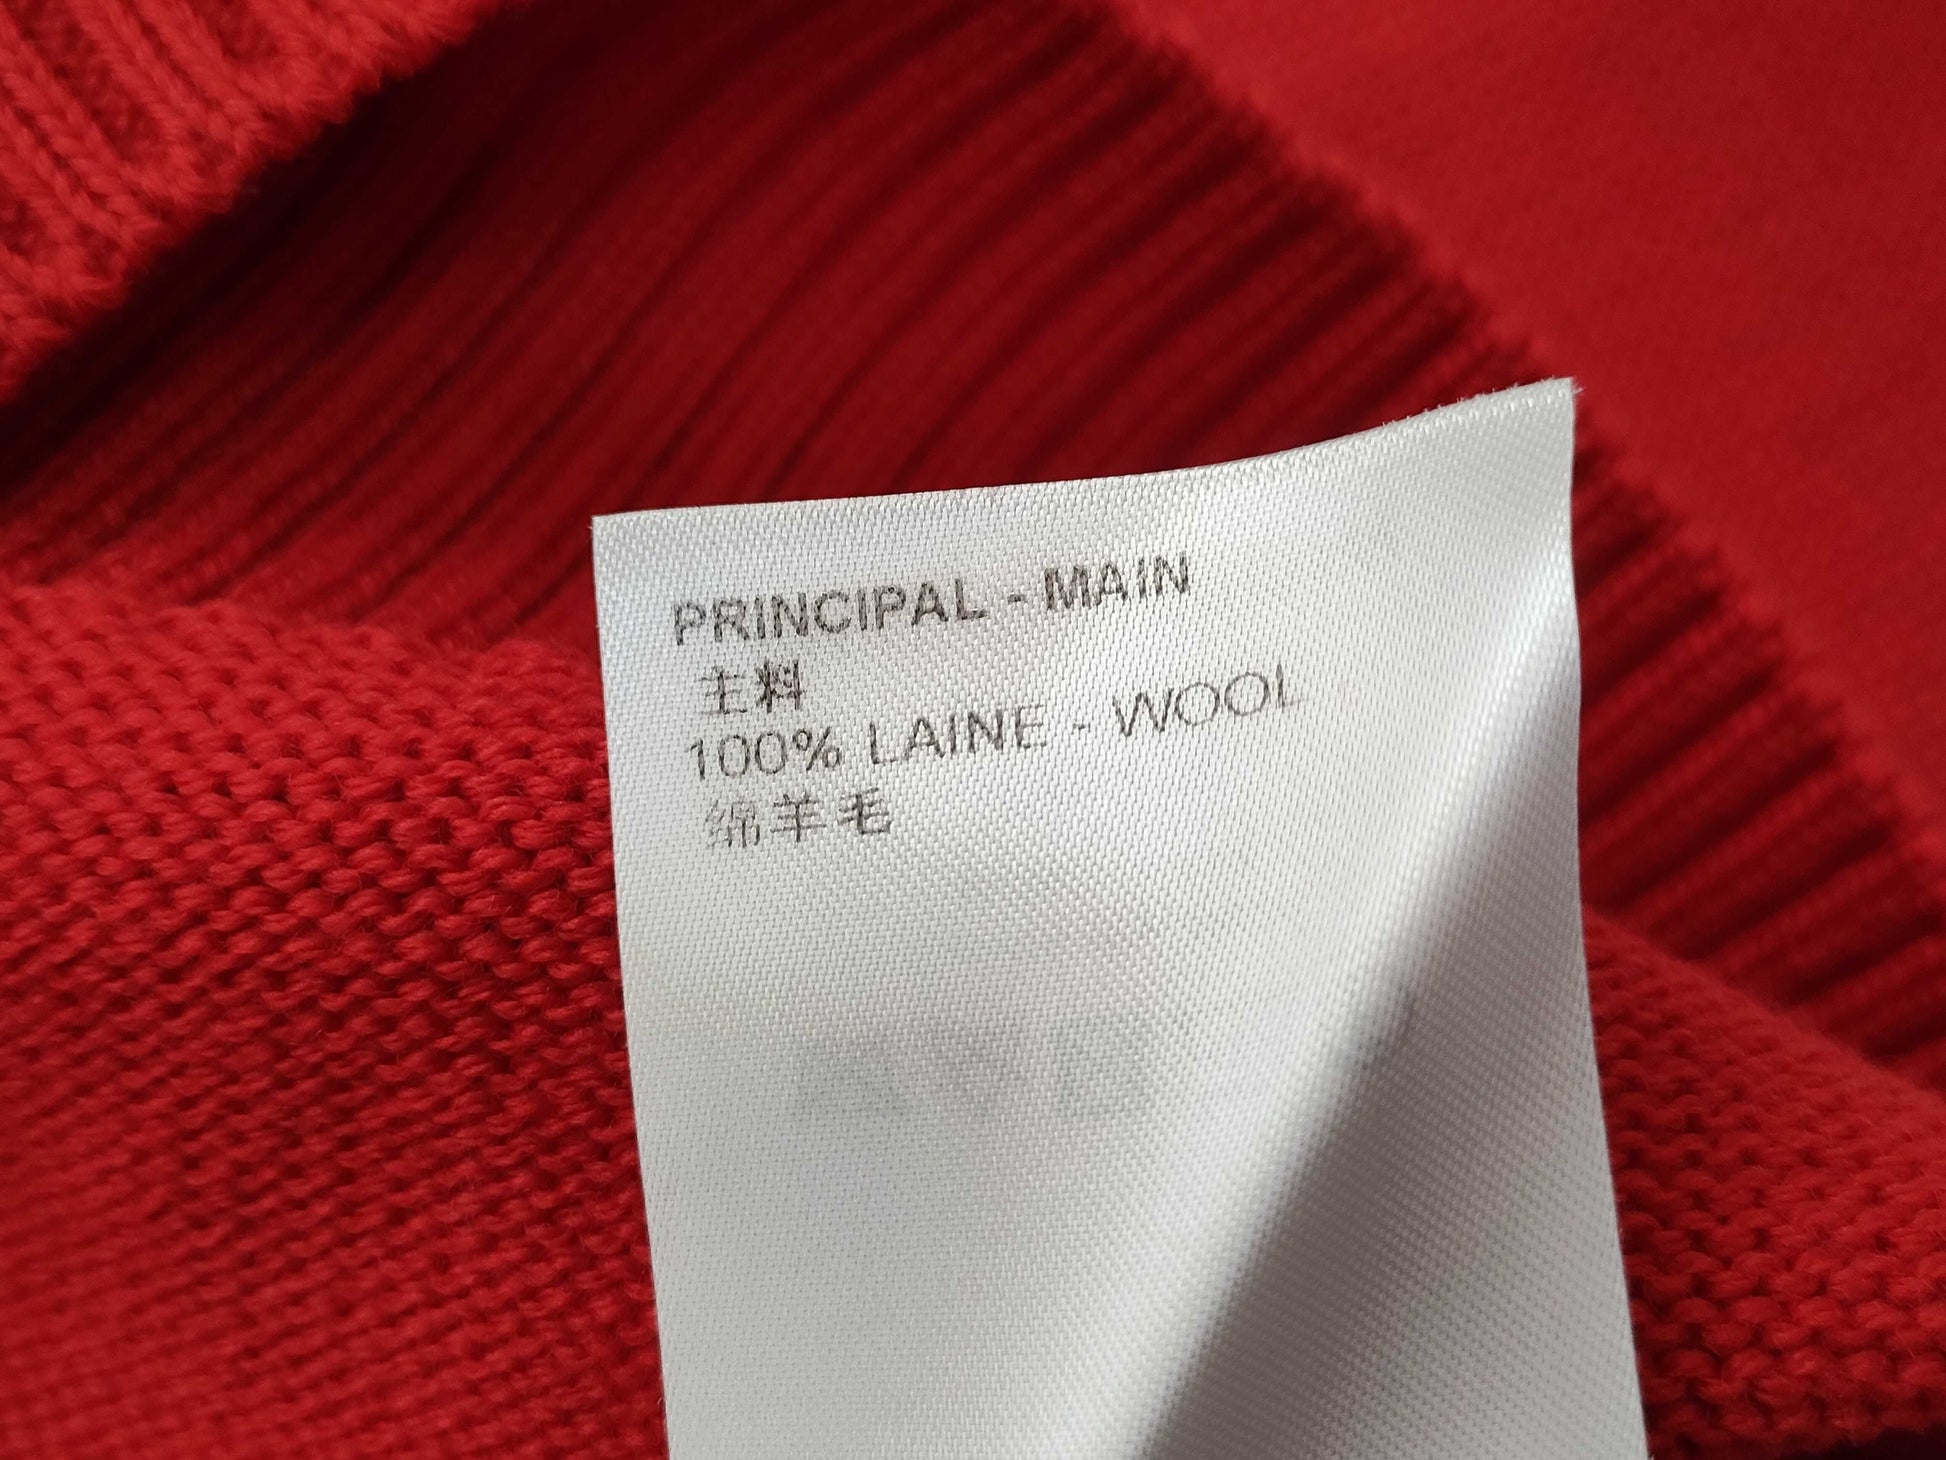 PRINCIPAL - MAIN
主料
100% LAINE - WOOL
绵羊毛